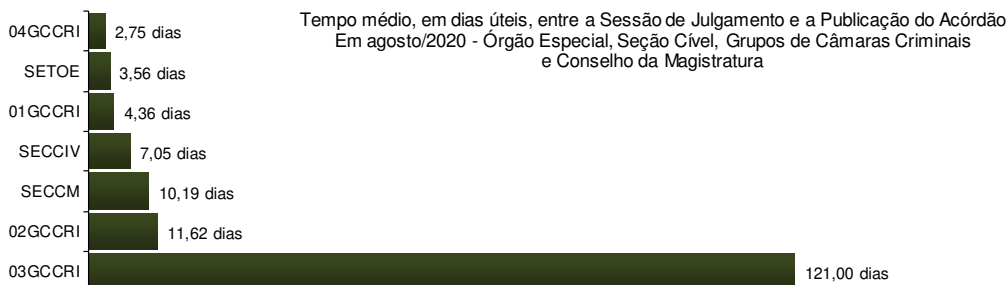 Tempo médio, em dias úteis, entre a Sessão de Julgamento e a Publicação do Acórdão
Em agosto/2020 - Órgão Especial, Seção Cível, Grupos de Câmaras Criminais
e Conselho da Magistratura
04GCCRI 2,75 dias
SETOE 3,56 dias
01GCCRI 4,36 dias
SECCIV 7,05 dias
SECCM 10,19 dias
02GCCRI 11,62 dias
03GCCRI 121,00 dias